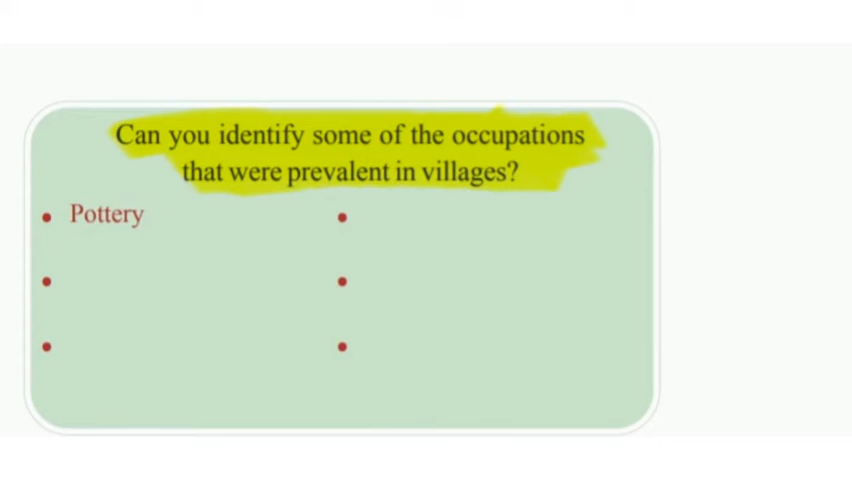 Can you identify some of the occupations
that were prevalent in villages?
• Pottery •
• •
• •